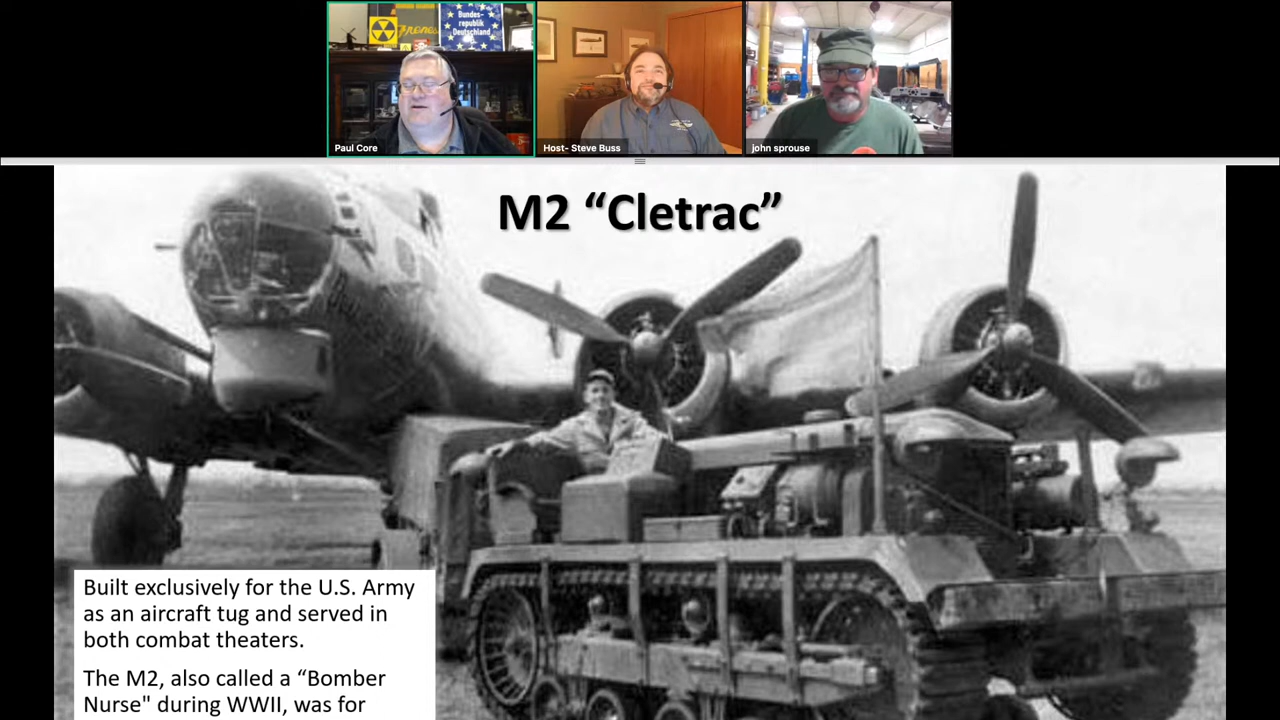 Bundes-
republik
Deutschland
Paul Core
Host- Steve Buss
john sprouse
M2 “Cletrac”
Built exclusively for the U.S. Army
as an aircraft tug and served in
both combat theaters.
The M2, also called a “Bomber
Nurse" during WWII, was for